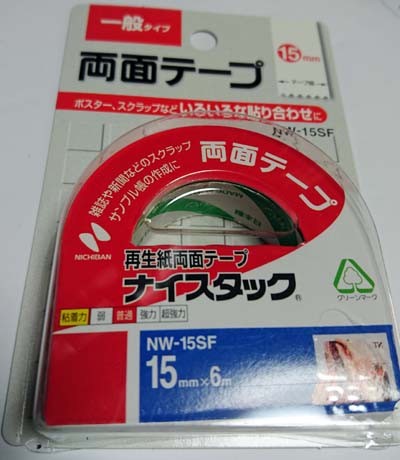 一般タイプ
両面テープ
15mm
テープ幅
ポスター、スクラップなどいろいろな貼り合わせに
NW-15SF
両面テープ
雑誌や新聞などのスクラップ
サンプル帳の作成に
NICHIBAN
再生紙両面テープ
ナイスタック®
グリーンマーク
粘着力 弱 普通 強力 超強力
NW-15SF
15mm×6m